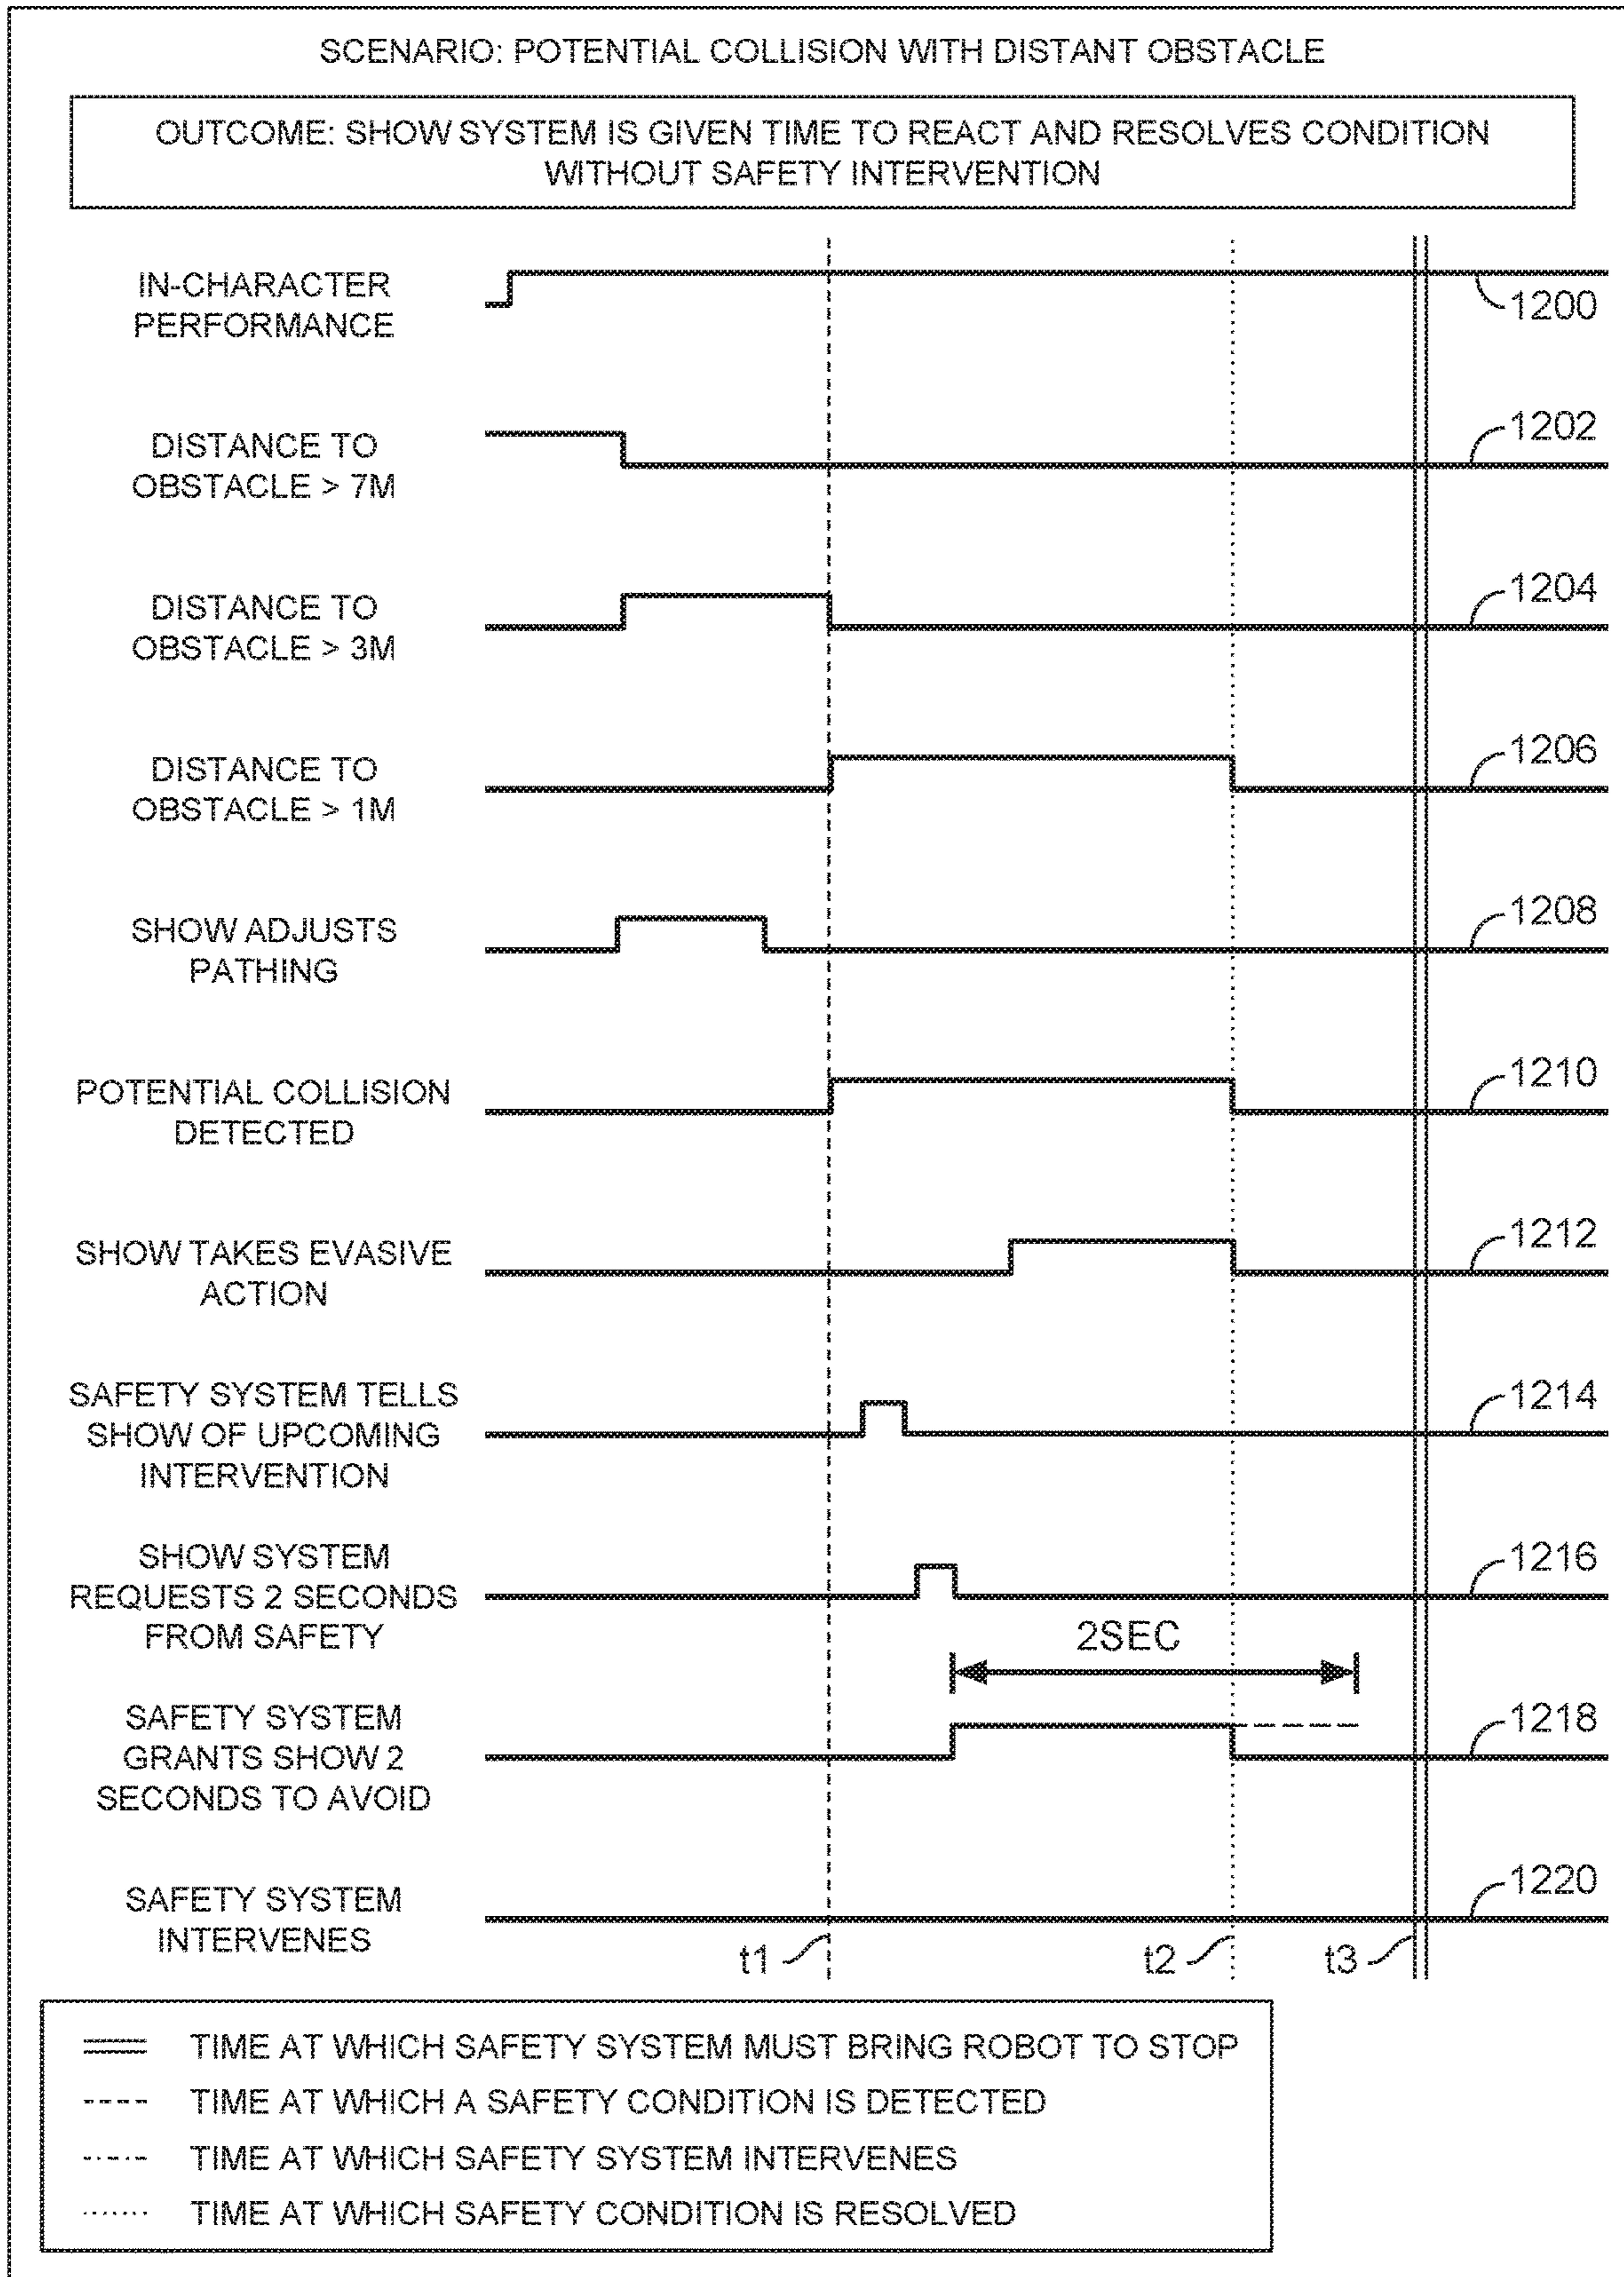 SCENARIO: POTENTIAL COLLISION WITH DISTANT OBSTACLE
OUTCOME: SHOW SYSTEM IS GIVEN TIME TO REACT AND RESOLVES CONDITION
WITHOUT SAFETY INTERVENTION
IN-CHARACTER
PERFORMANCE
1200
DISTANCE TO
OBSTACLE > 7M
1202
DISTANCE TO
OBSTACLE > 3M
1204
DISTANCE TO
OBSTACLE > 1M
1206
SHOW ADJUSTS
PATHING
1208
POTENTIAL COLLISION
DETECTED
1210
SHOW TAKES EVASIVE
ACTION
1212
SAFETY SYSTEM TELLS
SHOW OF UPCOMING
INTERVENTION
1214
SHOW SYSTEM
REQUESTS 2 SECONDS
FROM SAFETY
1216
2SEC
SAFETY SYSTEM
GRANTS SHOW 2
SECONDS TO AVOID
1218
SAFETY SYSTEM
INTERVENES
1220
t1
t2
t3
TIME AT WHICH SAFETY SYSTEM MUST BRING ROBOT TO STOP
TIME AT WHICH A SAFETY CONDITION IS DETECTED
TIME AT WHICH SAFETY SYSTEM INTERVENES
TIME AT WHICH SAFETY CONDITION IS RESOLVED